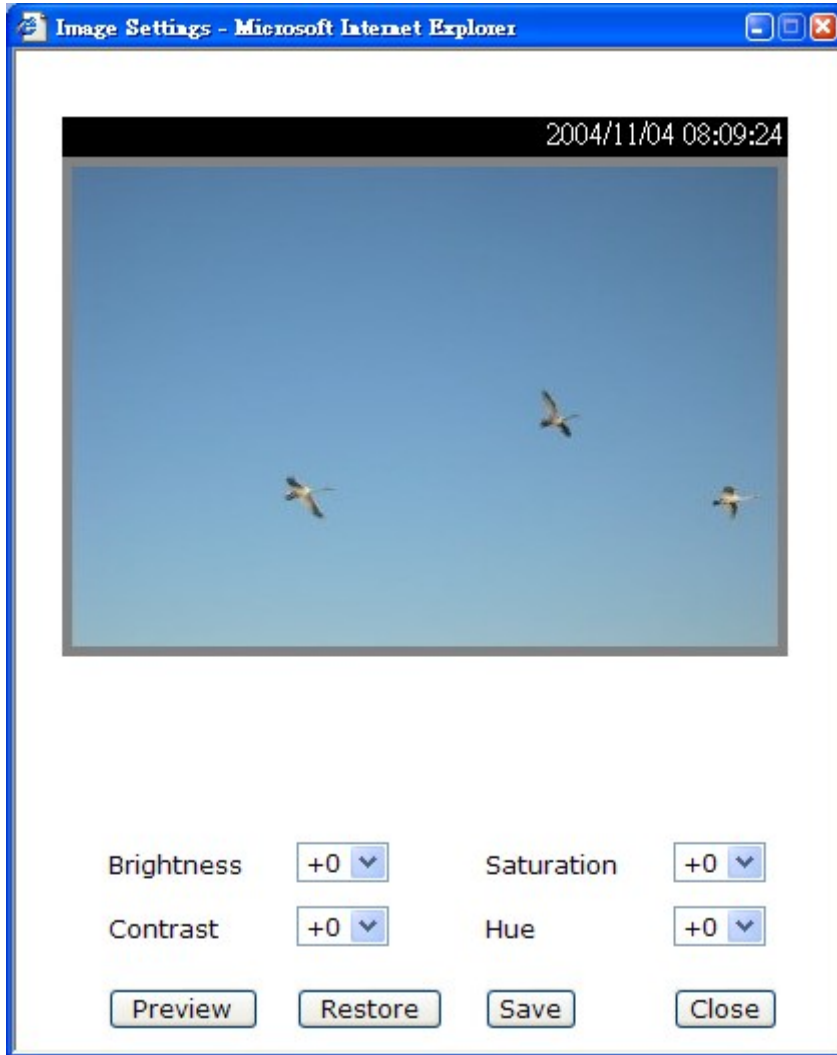 Image Settings - Microsoft Internet Explorer
2004/11/04 08:09:24
Brightness +0 Saturation +0
Contrast +0 Hue +0
Preview Restore Save Close